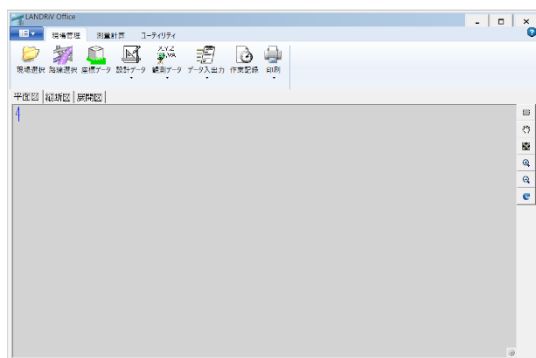 LANDRiV Office
現場管理 測量計算 ユーティリティ
現場選択 路線選択 座標データ 設計データ 観測データ データ入出力 作業記録 印刷
平面図 縦断図 展開図